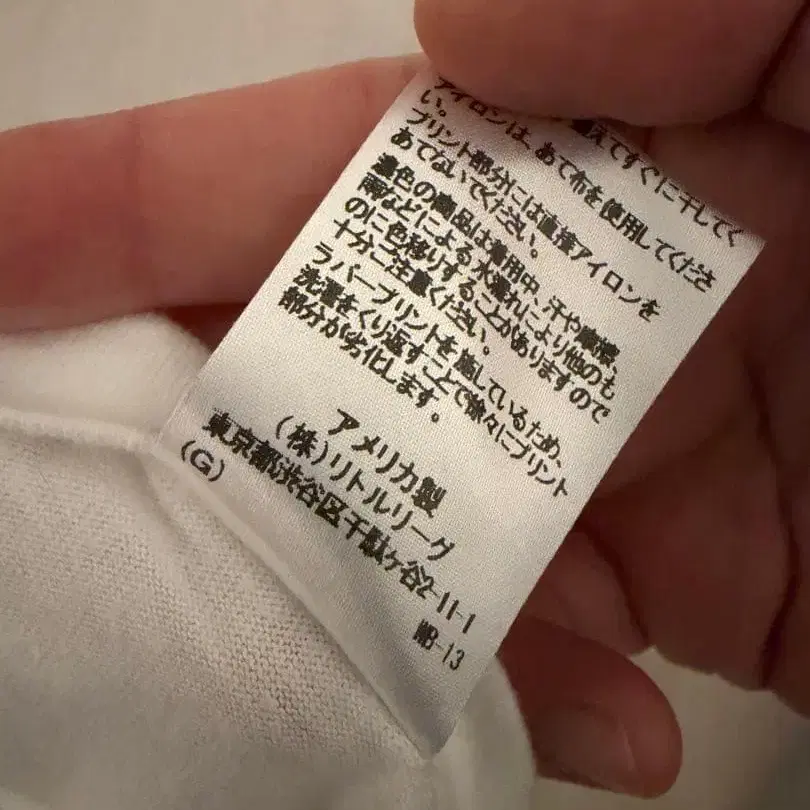 えてすぐに干してく
い。
アイロンは、あて布を使用してくださ
プリント部分には直接アイロンを
あてないでください。
濃色の商品は着用中、汗や摩擦、
雨などによる水濡れにより他のも
のに色移りすることがありますので
十分ご注意ください。
ラバープリントを施しているため、
洗濯をくり返すことで徐々にプリント
部分が劣化します。
アメリカ製
(株)リトルリーグ
東京都渋谷区千駄ヶ谷2-11-1
(G)
WB-13